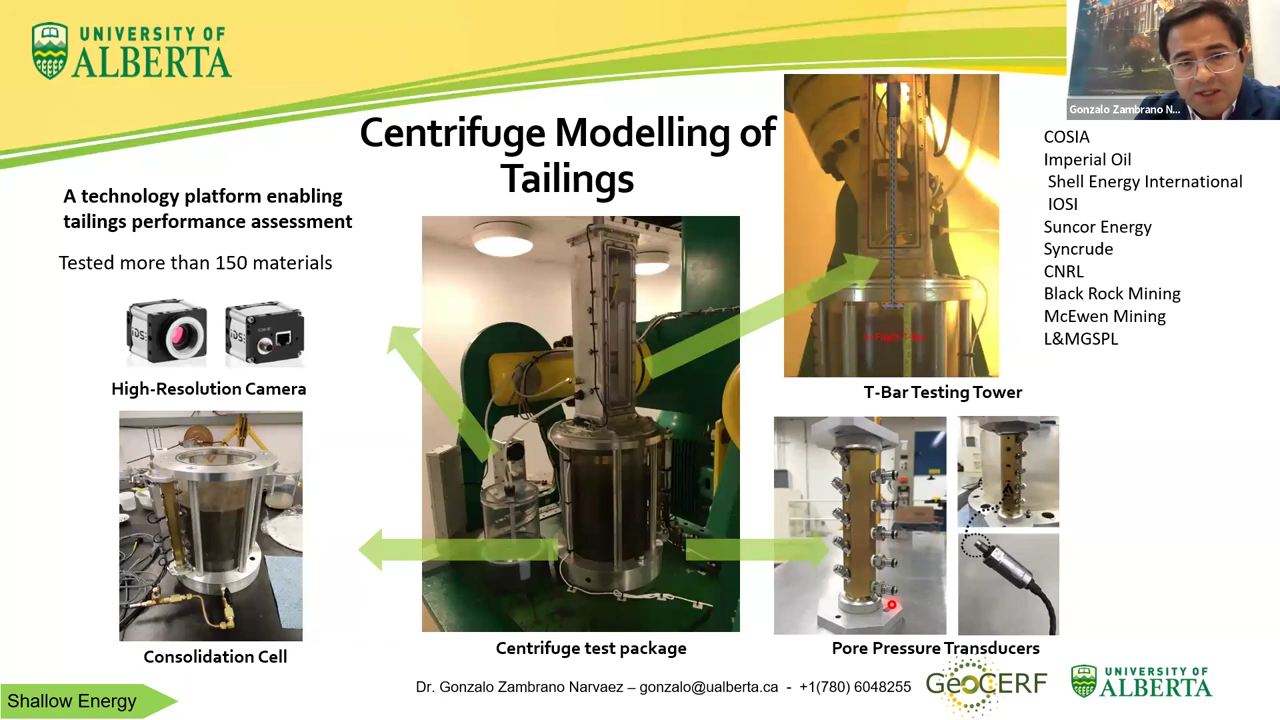 UNIVERSITY OF
ALBERTA
Gonzalo Zambrano N...
Centrifuge Modelling of
Tailings
A technology platform enabling
tailings performance assessment
Tested more than 150 materials
COSIA
Imperial Oil
Shell Energy International
IOSI
Suncor Energy
Syncrude
CNRL
Black Rock Mining
McEwen Mining
L&MGSPL
iDS:
iDS:
High-Resolution Camera
T-Bar Testing Tower
Consolidation Cell
Centrifuge test package
Pore Pressure Transducers
Shallow Energy
Dr. Gonzalo Zambrano Narvaez – gonzalo@ualberta.ca - +1(780) 6048255
GeoCERF
UNIVERSITY OF
ALBERTA